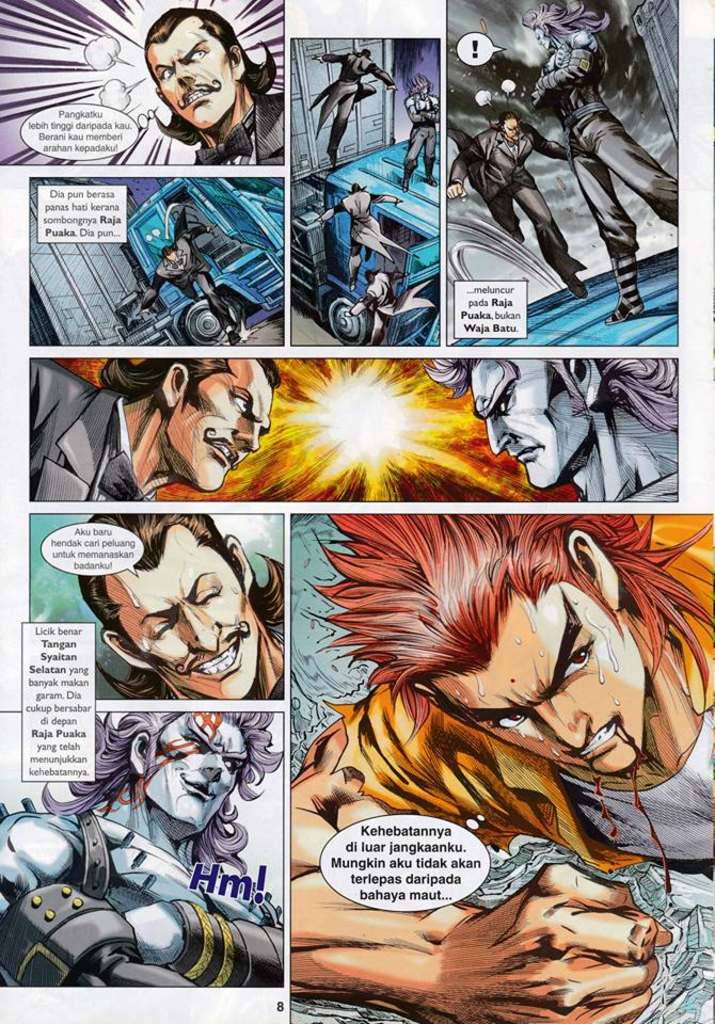 Pangkatku
lebih tinggi daripada kau.
Berani kau memberi
arahan kepadaku!
Dia pun berasa
panas hati kerana
sombongnya Raja
Puaka. Dia pun...
!
...meluncur
pada Raja
Puaka, bukan
Waja Batu.
Aku baru
hendak cari peluang
untuk memanaskan
badanku!
Licik benar
Tangan
Syaitan
Selatan yang
banyak makan
garam. Dia
cukup bersabar
di depan
Raja Puaka
yang telah
menunjukkan
kehebatannya.
Hm!
Kehebatannya
di luar jangkaanku.
Mungkin aku tidak akan
terlepas daripada
bahaya maut...
8